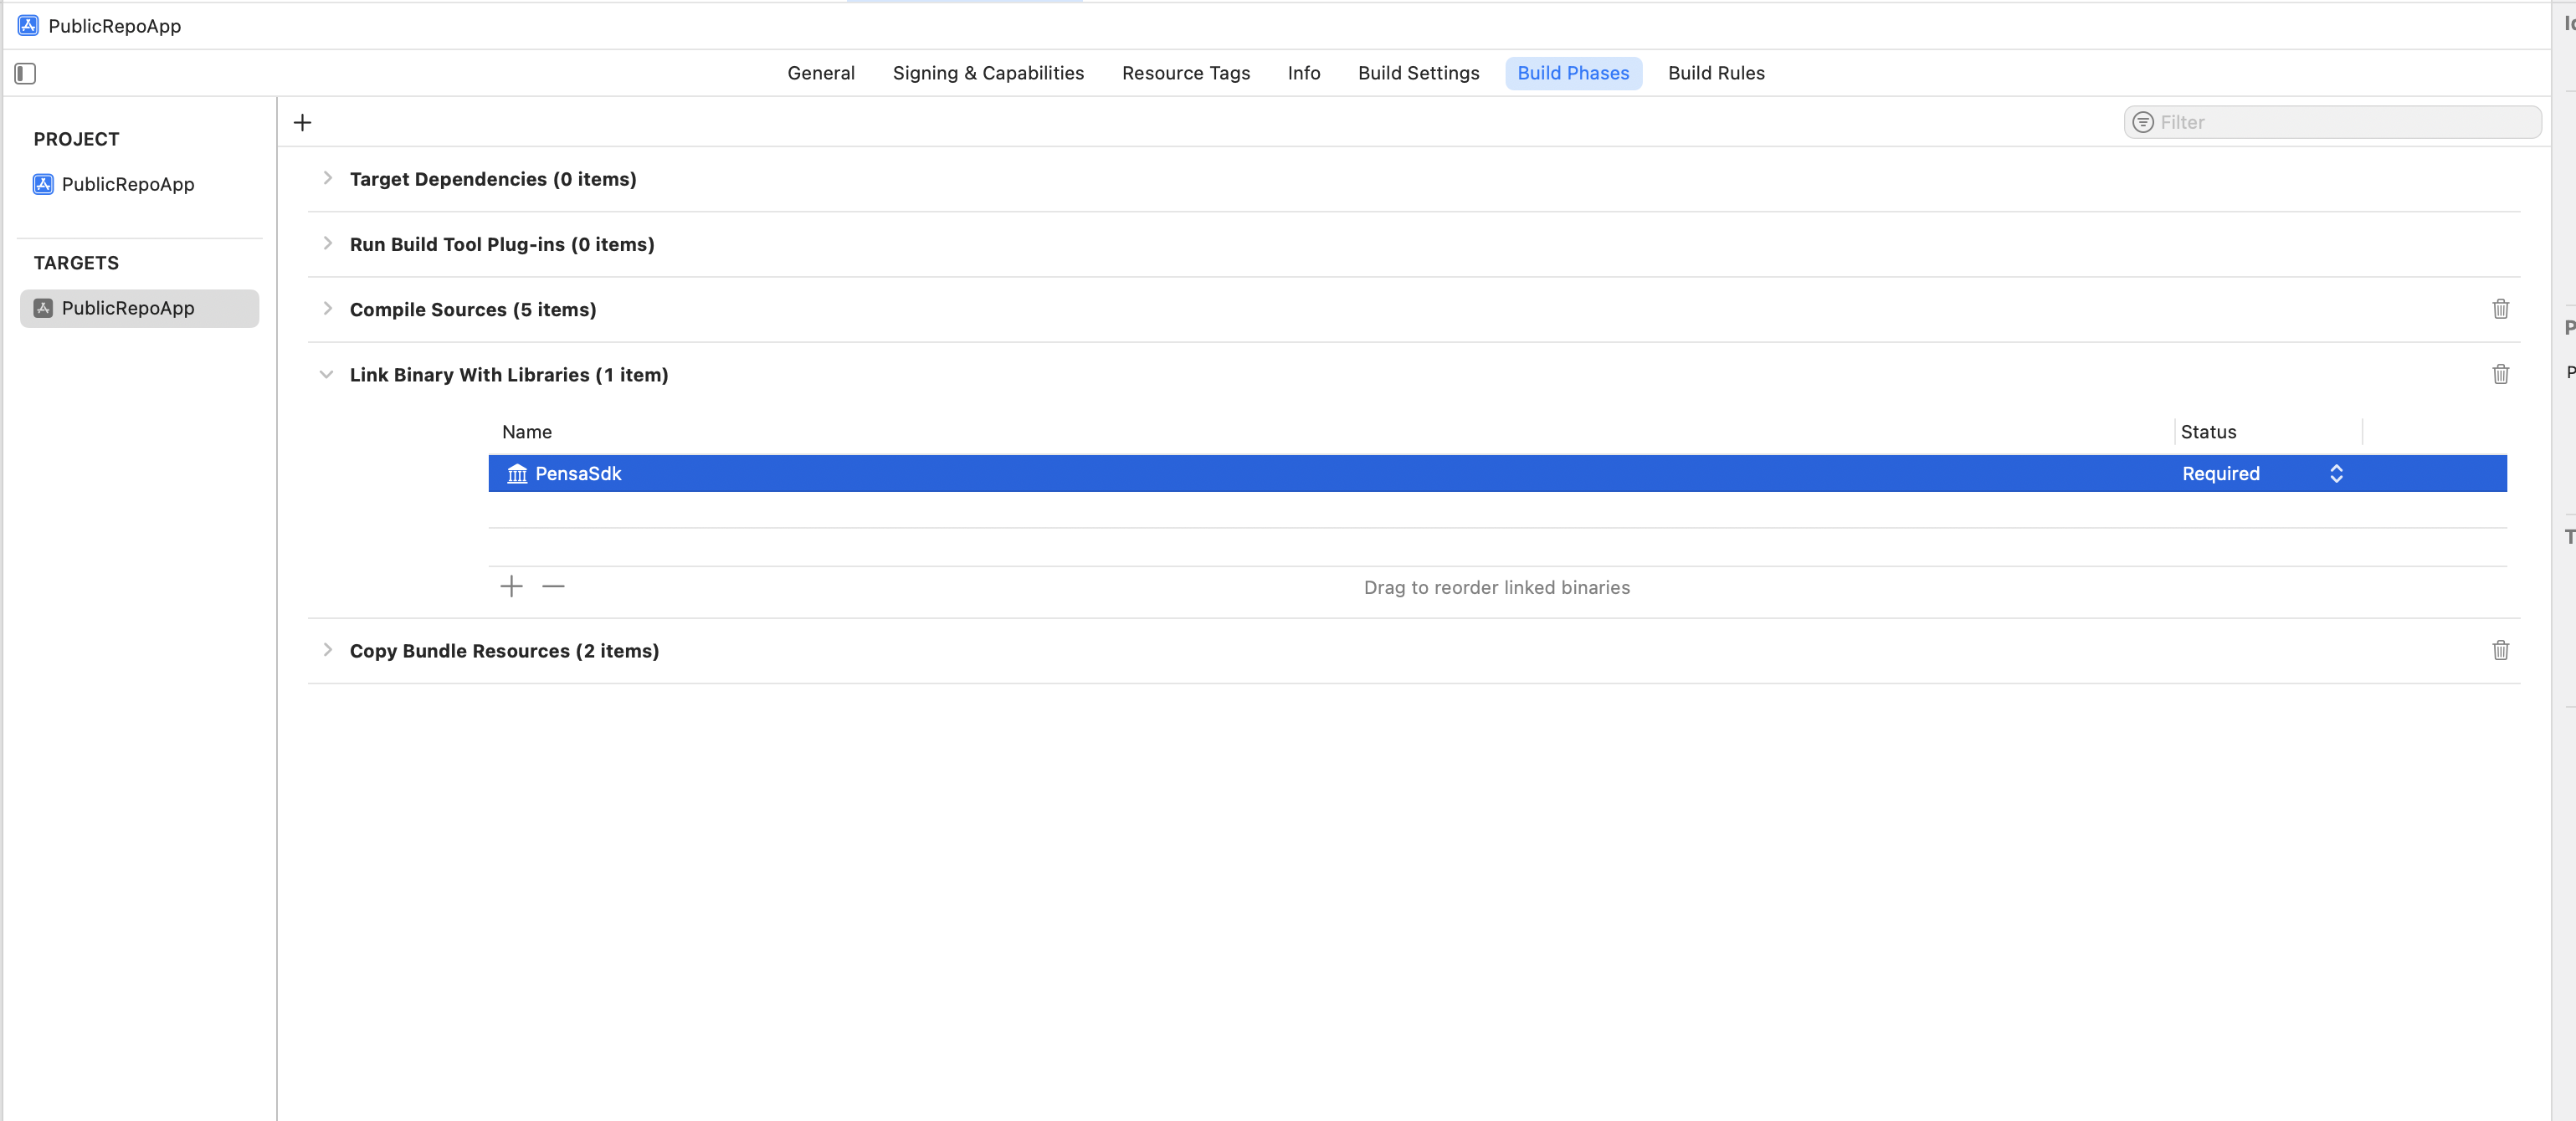 PublicRepoApp
General Signing & Capabilities Resource Tags Info Build Settings Build Phases Build Rules
PROJECT
PublicRepoApp
TARGETS
PublicRepoApp
Filter
Target Dependencies (0 items)
Run Build Tool Plug-ins (0 items)
Compile Sources (5 items)
Link Binary With Libraries (1 item)
Name Status
PensaSdk Required
Drag to reorder linked binaries
Copy Bundle Resources (2 items)